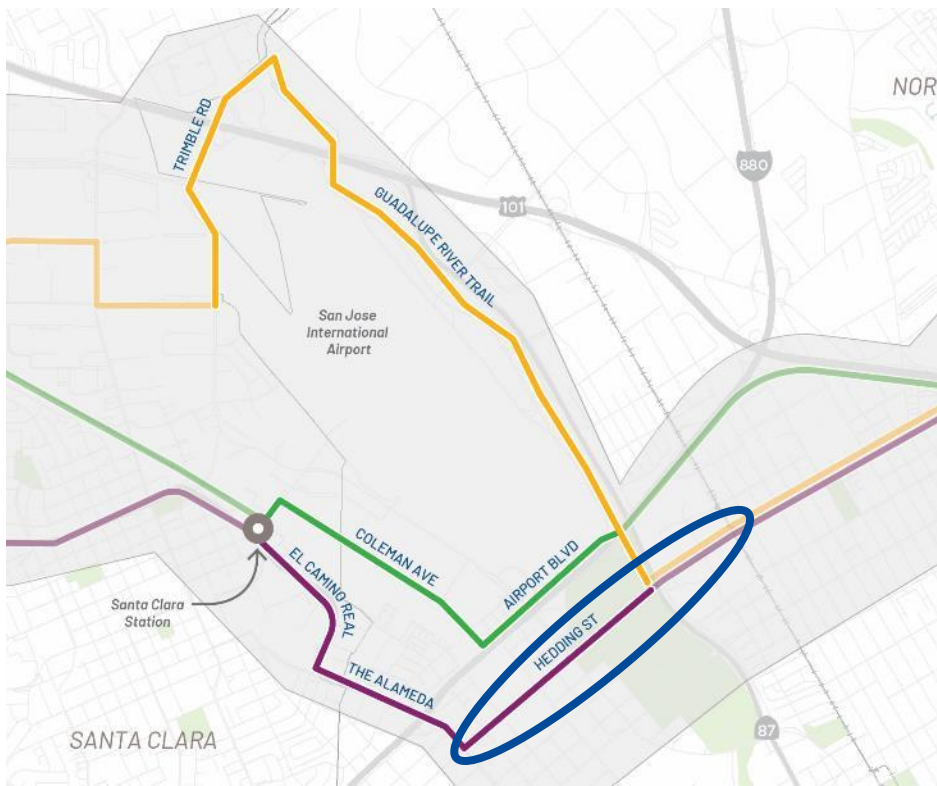 NOR
TRIMBLE RD
880
101
GUADALUPE RIVER TRAIL
San Jose
International
Airport
COLEMAN AVE
AIRPORT BLVD
EL CAMINO REAL
Santa Clara
Station
HEDDING ST
THE ALAMEDA
SANTA CLARA
87